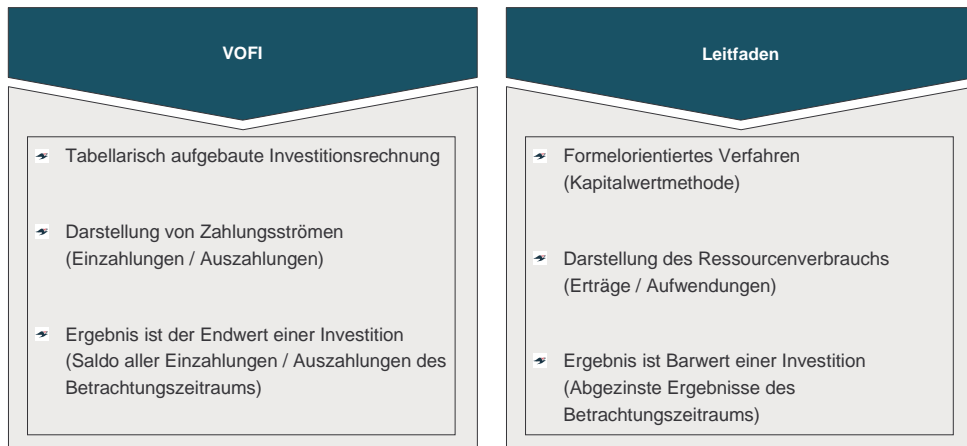 VOFI
Tabellarisch aufgebaute Investitionsrechnung
Darstellung von Zahlungsströmen
(Einzahlungen / Auszahlungen)
Ergebnis ist der Endwert einer Investition
(Saldo aller Einzahlungen / Auszahlungen des
Betrachtungszeitraums)
Leitfaden
Formelorientiertes Verfahren
(Kapitalwertmethode)
Darstellung des Ressourcenverbrauchs
(Erträge / Aufwendungen)
Ergebnis ist Barwert einer Investition
(Abgezinste Ergebnisse des
Betrachtungszeitraums)